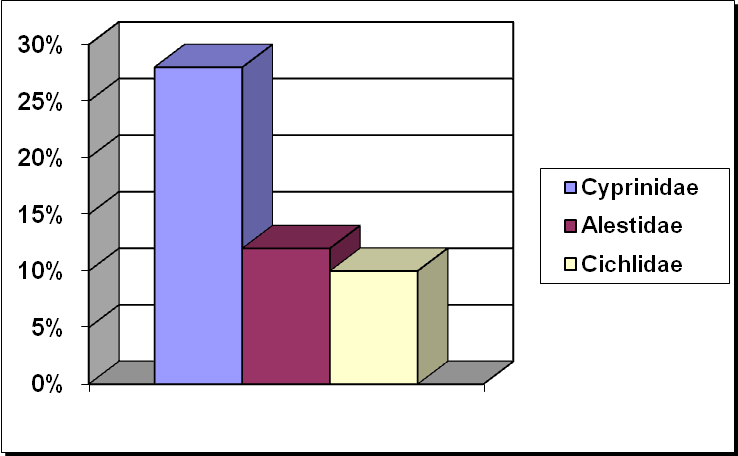 30%
25%
20%
15%
10%
5%
0%
Cyprinidae
Alestidae
Cichlidae